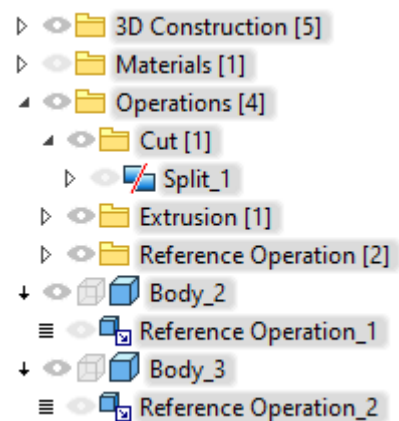 3D Construction [5]
Materials [1]
Operations [4]
Cut [1]
Split_1
Extrusion [1]
Reference Operation [2]
Body_2
Reference Operation_1
Body_3
Reference Operation_2